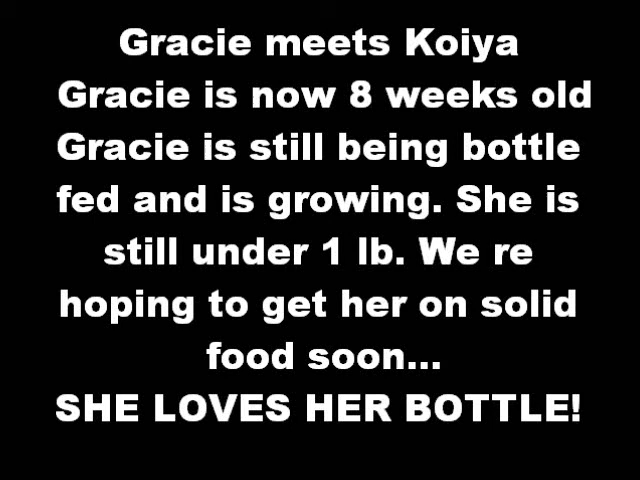 Gracie meets Koiya
Gracie is now 8 weeks old
Gracie is still being bottle
fed and is growing. She is
still under 1 lb. We re
hoping to get her on solid
food soon...
SHE LOVES HER BOTTLE!